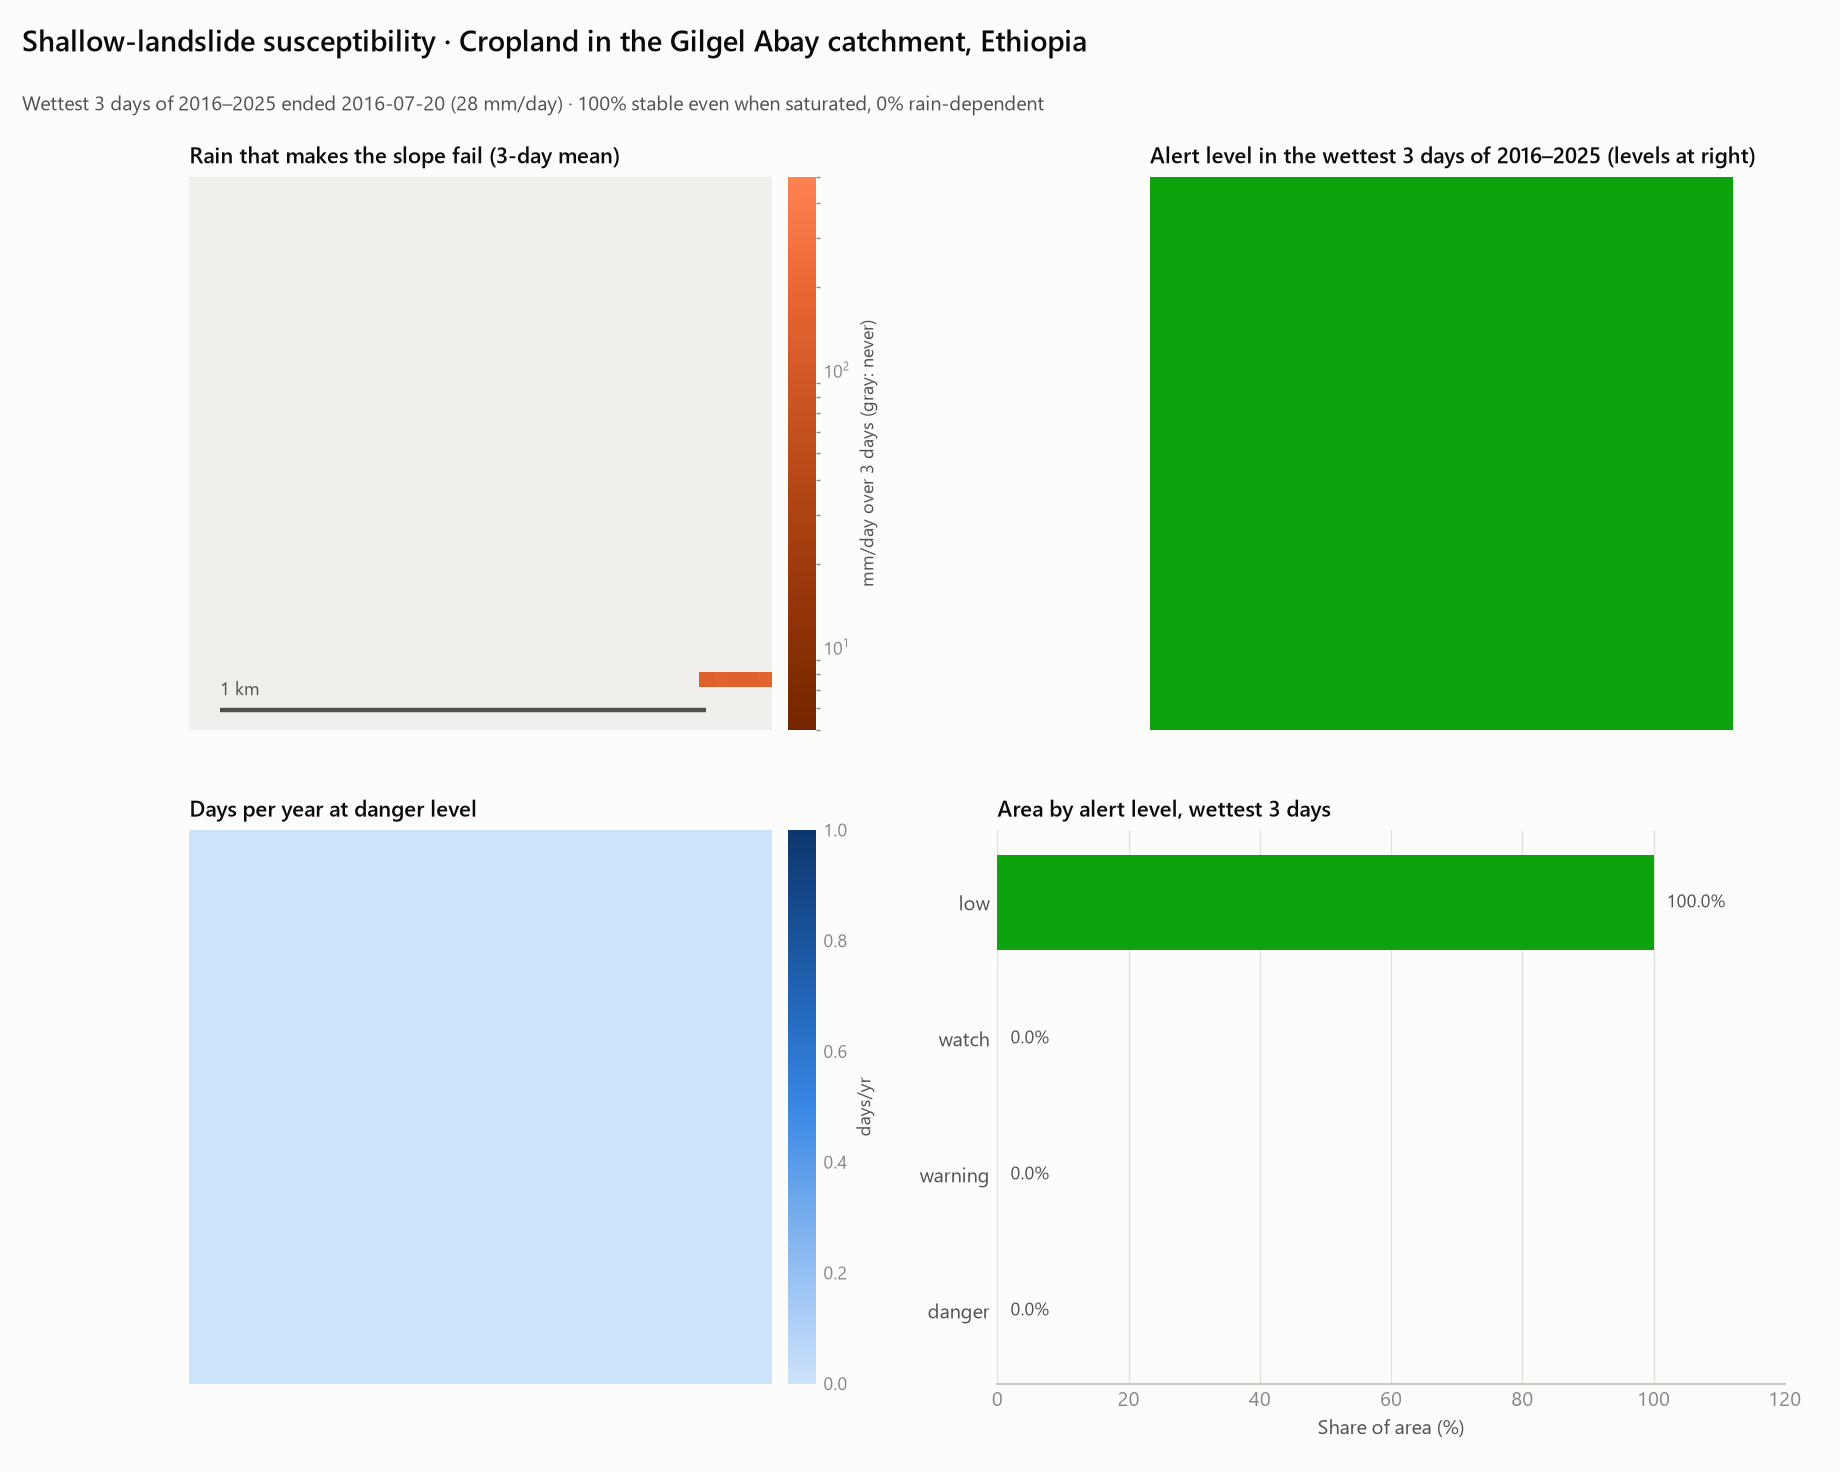 Shallow-landslide susceptibility · Cropland in the Gilgel Abay catchment, Ethiopia
Wettest 3 days of 2016–2025 ended 2016-07-20 (28 mm/day) · 100% stable even when saturated, 0% rain-dependent
Rain that makes the slope fail (3-day mean)
1 km
10²
10¹
mm/day over 3 days (gray: never)
Alert level in the wettest 3 days of 2016–2025 (levels at right)
Days per year at danger level
1.0
0.8
0.6
0.4
0.2
0.0
days/yr
Area by alert level, wettest 3 days
low
100.0%
watch
0.0%
warning
0.0%
danger
0.0%
0
20
40
60
80
100
120
Share of area (%)